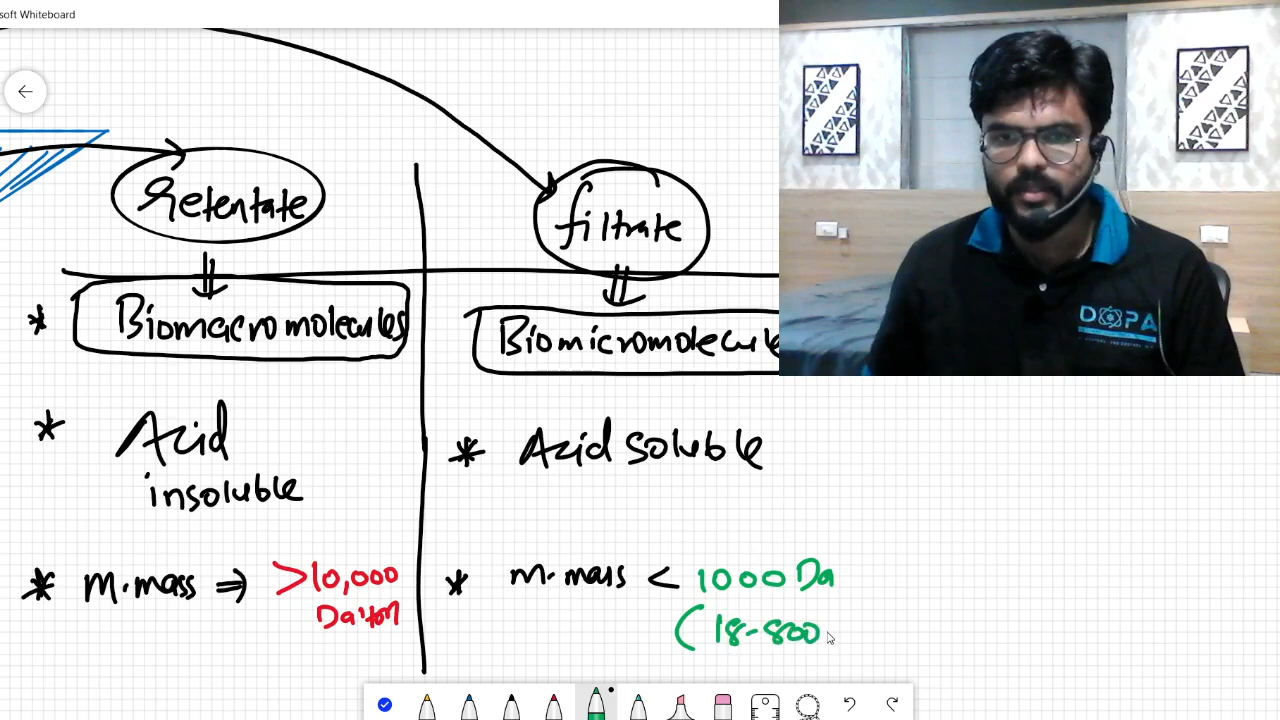 soft Whiteboard
Retentate
filtrate
* Biomacromolecules
Biomicromolecule
* Acid
insoluble
* Acid soluble
* M.mass ⇒ >10,000
Dalton
* m.mass < 1000 Da
(18-800
DOPA